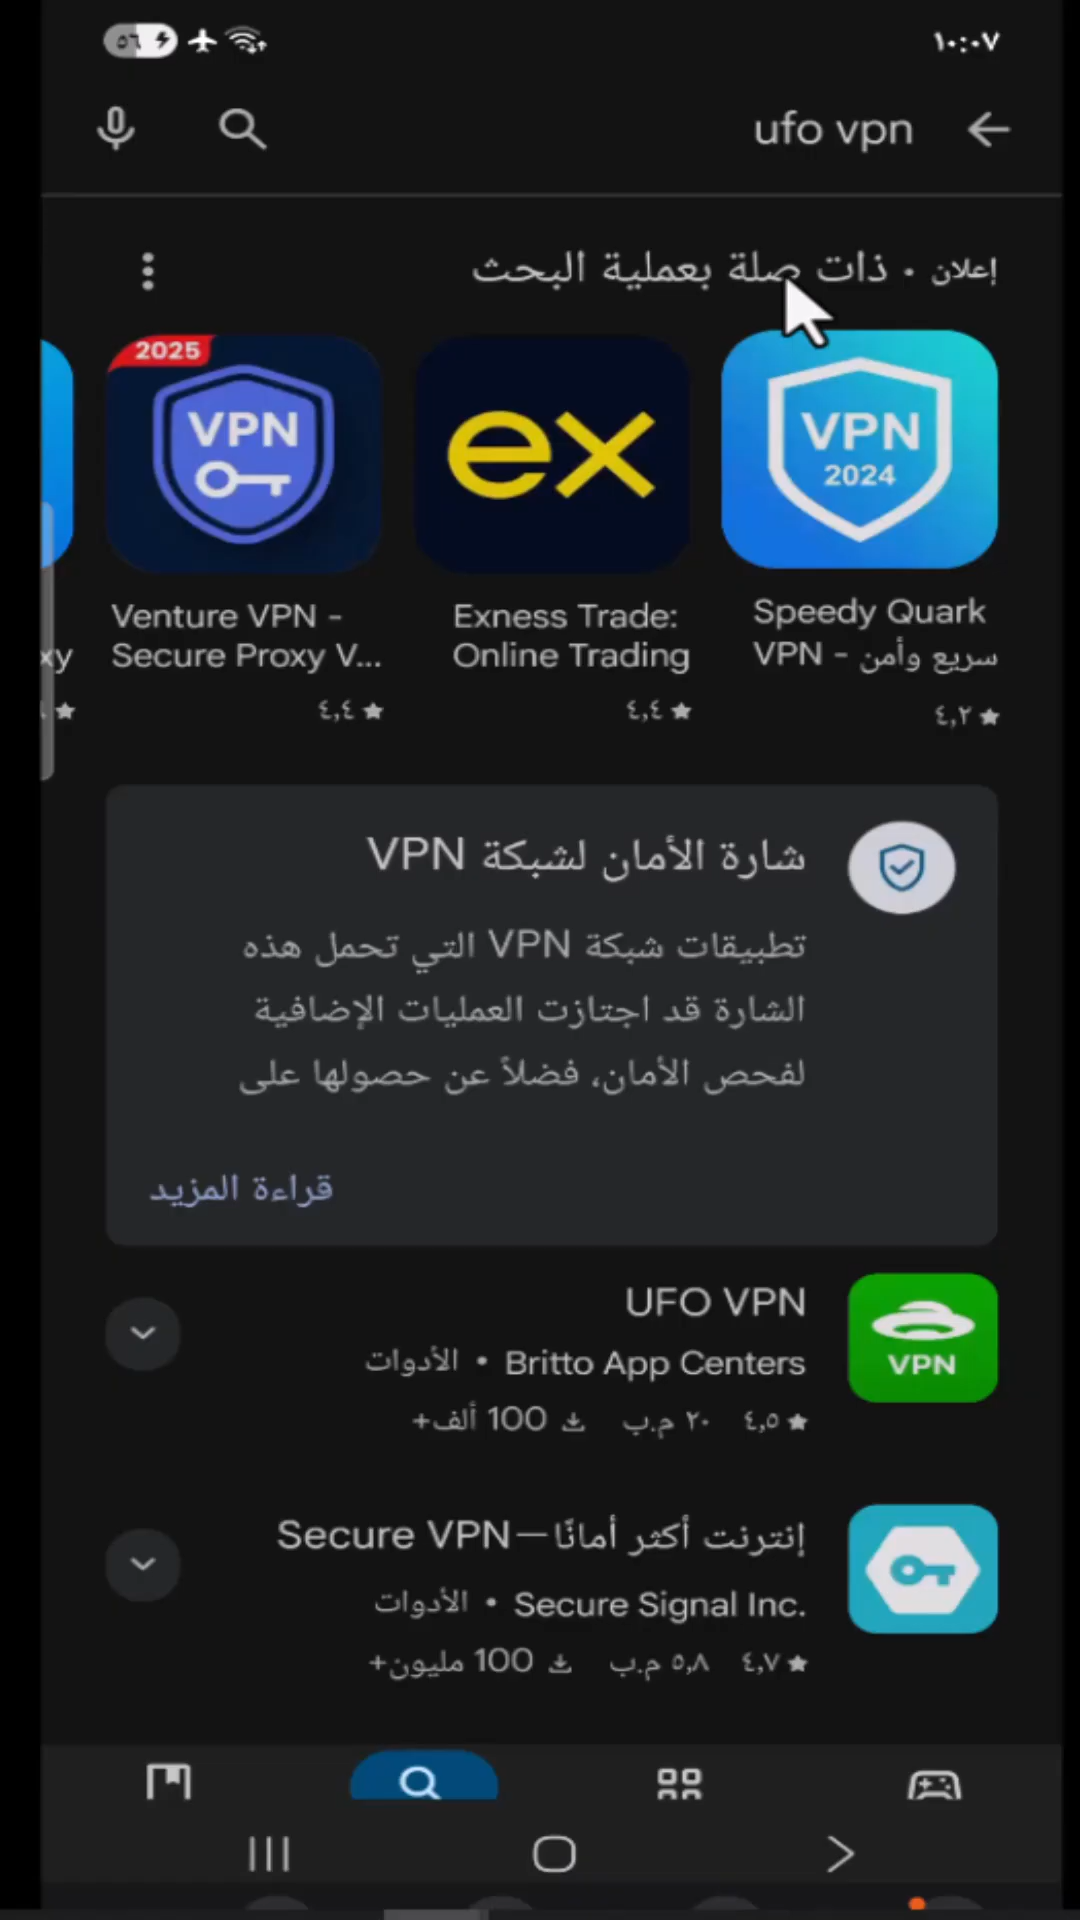 ٥٦
١٠:٠٧
ufo vpn
إعلان • ذات صلة بعملية البحث
VPN
2024
ex
2025
VPN
Speedy Quark
VPN - سريع وأمن
٤,٢
Exness Trade:
Online Trading
٤,٤
Venture VPN -
Secure Proxy V...
٤,٤
xy
شارة الأمان لشبكة VPN
تطبيقات شبكة VPN التي تحمل هذه
الشارة قد اجتازت العمليات الإضافية
لفحص الأمان، فضلاً عن حصولها على
قراءة المزيد
UFO VPN
VPN
Britto App Centers • الأدوات
٤,٥ ٢٠ م.ب 100 ألف+
Secure VPN—إنترنت أكثر أمانًا
Secure Signal Inc. • الأدوات
٤,٧ ٥,٨ م.ب 100 مليون+